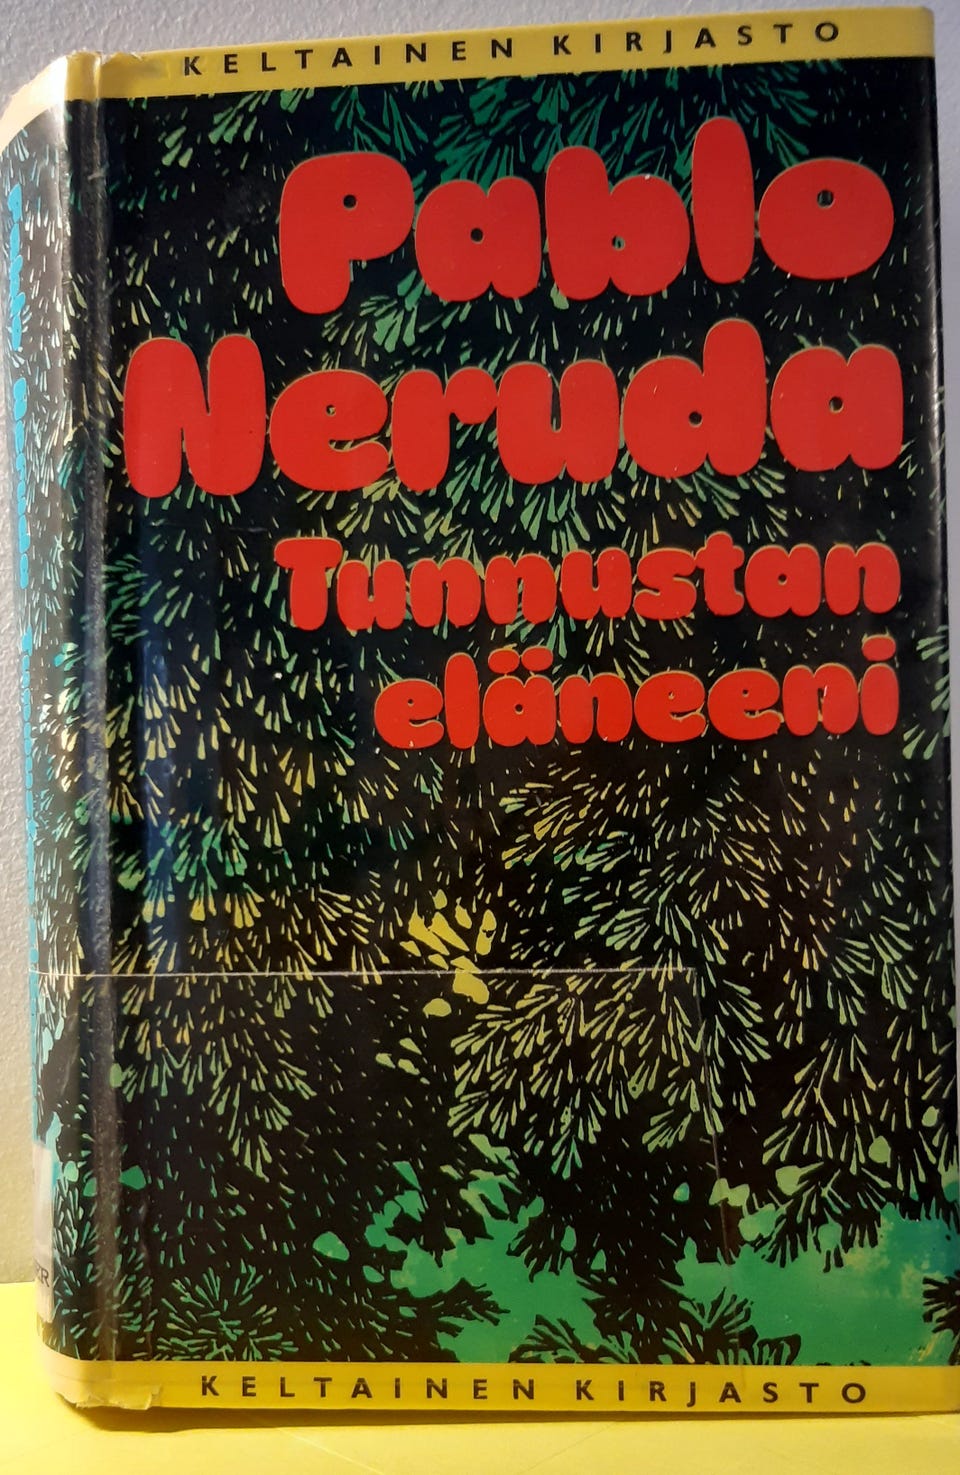 KELTAINEN KIRJASTO
Pablo
Neruda
Tunnustan
eläneeni
KELTAINEN KIRJASTO